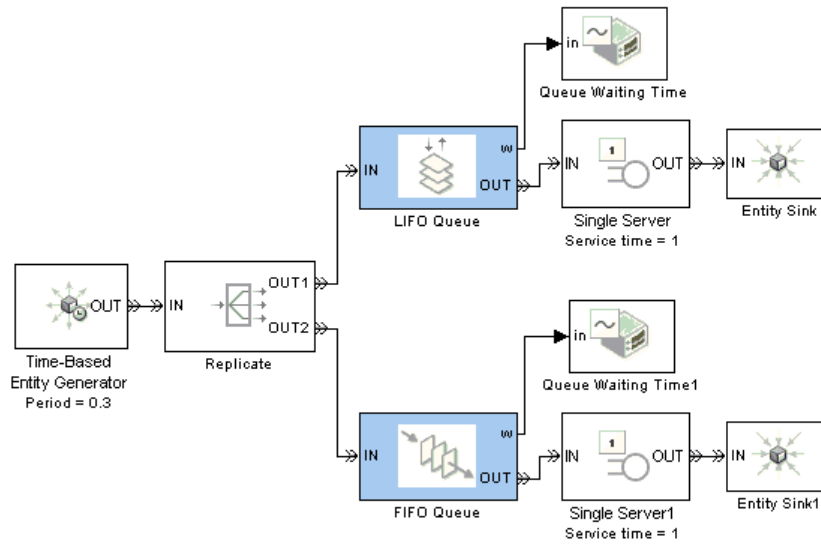 in
Queue Waiting Time
IN
w
OUT
LIFO Queue
IN
1
OUT
Single Server
Service time = 1
IN
Entity Sink
OUT
Time-Based
Entity Generator
Period = 0.3
IN
OUT1
OUT2
Replicate
in
Queue Waiting Time1
IN
w
OUT
FIFO Queue
IN
1
OUT
Single Server1
Service time = 1
IN
Entity Sink1